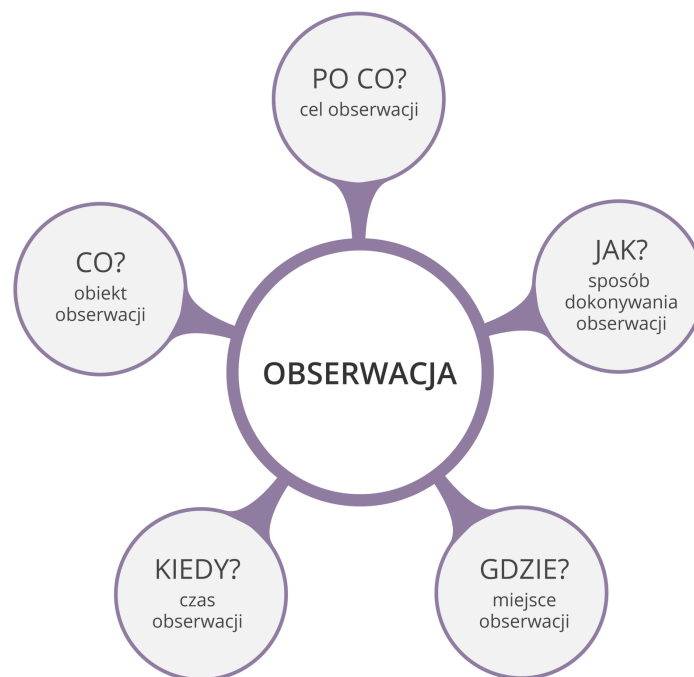 PO CO?
cel obserwacji
CO?
obiekt
obserwacji
JAK?
sposób
dokonywania
obserwacji
OBSERWACJA
KIEDY?
czas
obserwacji
GDZIE?
miejsce
obserwacji